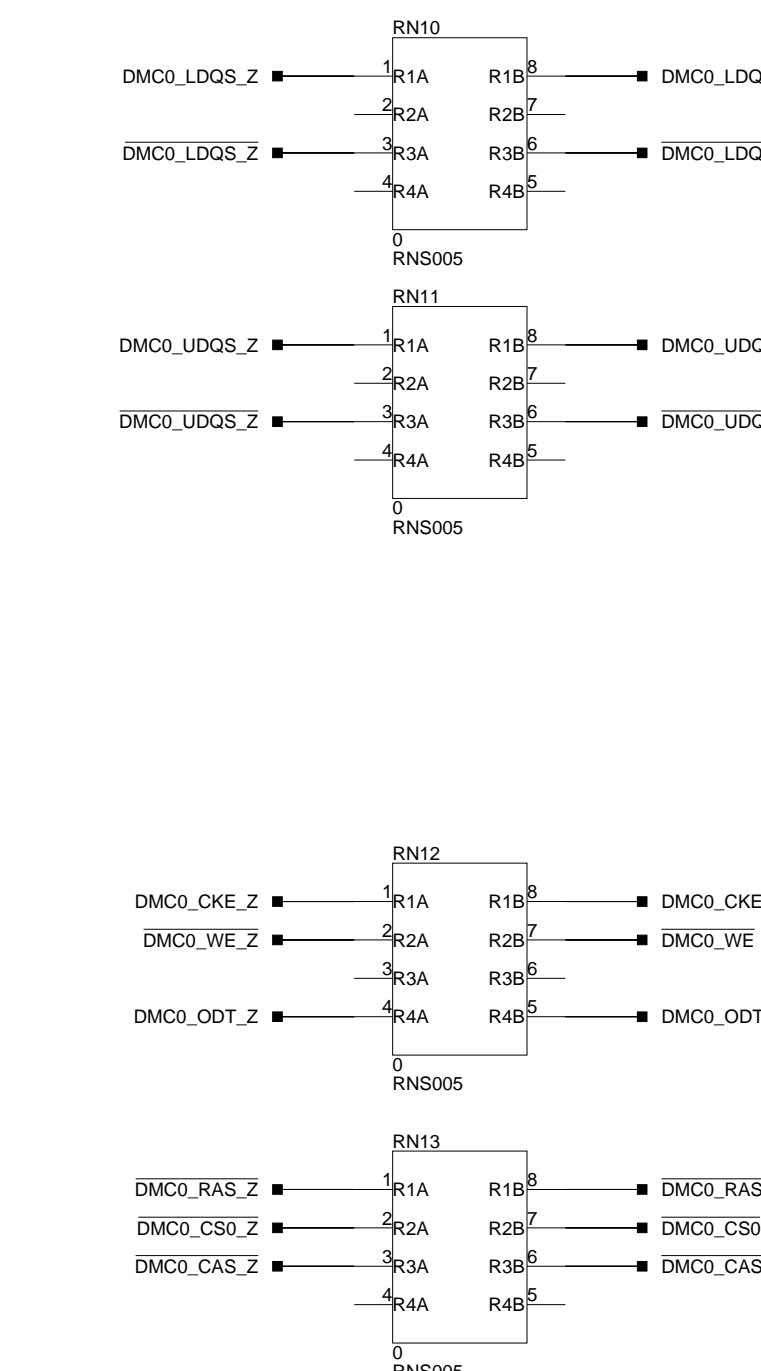 RN10
DMC0_LDQS_Z 1 R1A R1B 8 DMC0_LDQ
2 R2A R2B 7
DMC0_LDQS_Z 3 R3A R3B 6 DMC0_LDQ
4 R4A R4B 5
0
RNS005
RN11
DMC0_UDQS_Z 1 R1A R1B 8 DMC0_UDQ
2 R2A R2B 7
DMC0_UDQS_Z 3 R3A R3B 6 DMC0_UDQ
4 R4A R4B 5
0
RNS005
RN12
DMC0_CKE_Z 1 R1A R1B 8 DMC0_CKE
DMC0_WE_Z 2 R2A R2B 7 DMC0_WE
3 R3A R3B 6
DMC0_ODT_Z 4 R4A R4B 5 DMC0_ODT
0
RNS005
RN13
DMC0_RAS_Z 1 R1A R1B 8 DMC0_RAS
DMC0_CS0_Z 2 R2A R2B 7 DMC0_CS0
DMC0_CAS_Z 3 R3A R3B 6 DMC0_CAS
4 R4A R4B 5
0
RNS005